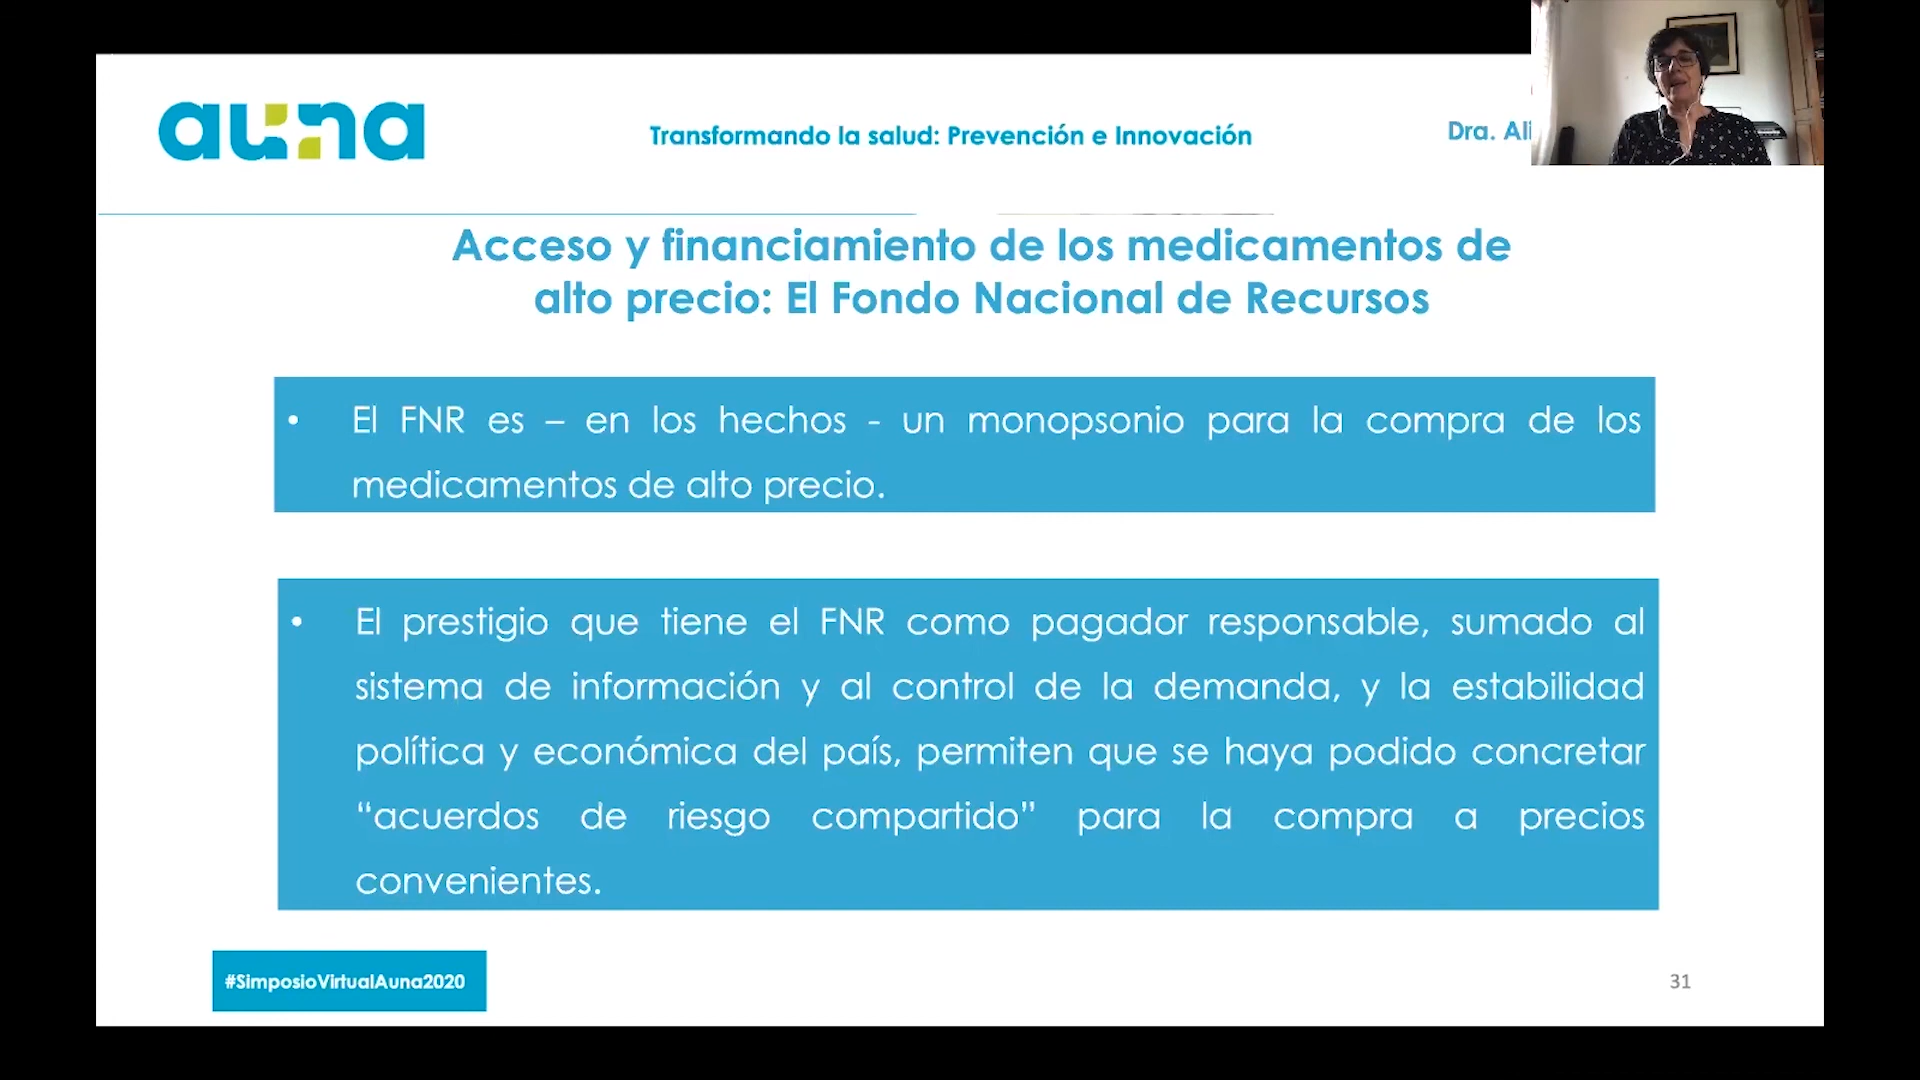 auna
Transformando la salud: Prevención e Innovación
Dra. Ali
Acceso y financiamiento de los medicamentos de
alto precio: El Fondo Nacional de Recursos
• El FNR es – en los hechos - un monopsonio para la compra de los
medicamentos de alto precio.
• El prestigio que tiene el FNR como pagador responsable, sumado al
sistema de información y al control de la demanda, y la estabilidad
política y económica del país, permiten que se haya podido concretar
“acuerdos de riesgo compartido” para la compra a precios
convenientes.
#SimposioVirtualAuna2020
31